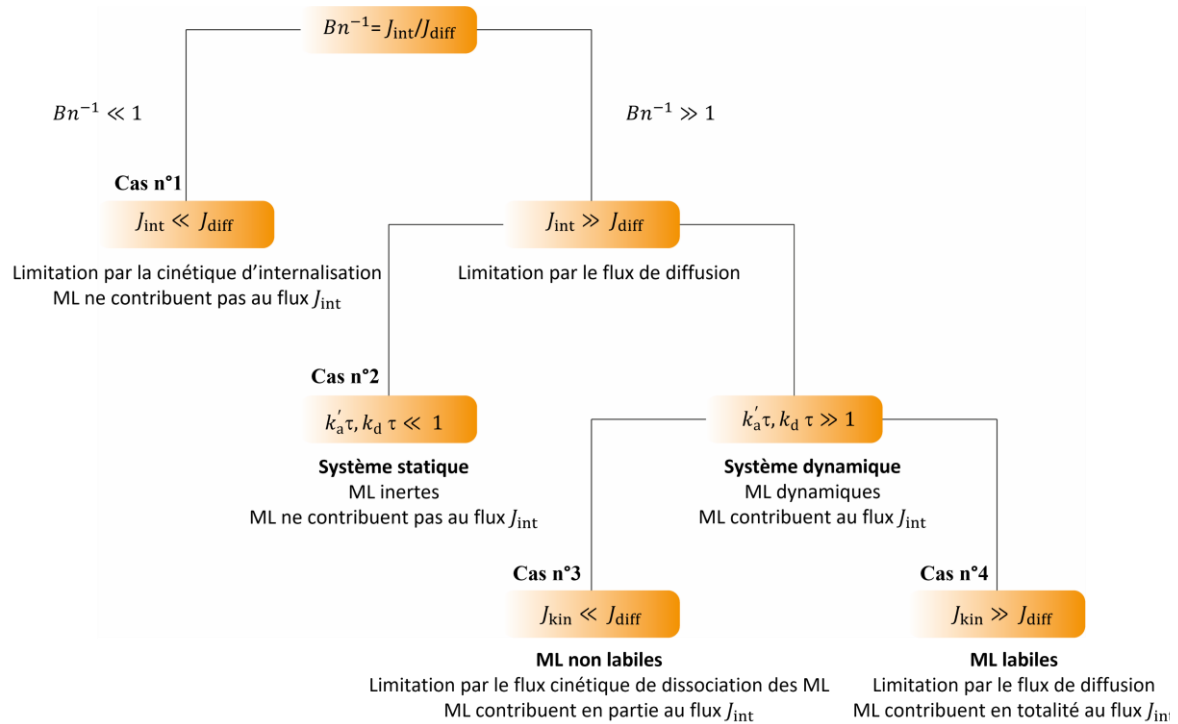 Bn⁻¹ = J_int/J_diff
Bn⁻¹ ≪ 1
Bn⁻¹ ≫ 1
Cas n°1
J_int ≪ J_diff
Limitation par la cinétique d'internalisation
ML ne contribuent pas au flux J_int
J_int ≫ J_diff
Limitation par le flux de diffusion
Cas n°2
k'_a τ, k_d τ ≪ 1
Système statique
ML inertes
ML ne contribuent pas au flux J_int
k'_a τ, k_d τ ≫ 1
Système dynamique
ML dynamiques
ML contribuent au flux J_int
Cas n°3
J_kin ≪ J_diff
ML non labiles
Limitation par le flux cinétique de dissociation des ML
ML contribuent en partie au flux J_int
Cas n°4
J_kin ≫ J_diff
ML labiles
Limitation par le flux de diffusion
ML contribuent en totalité au flux J_int